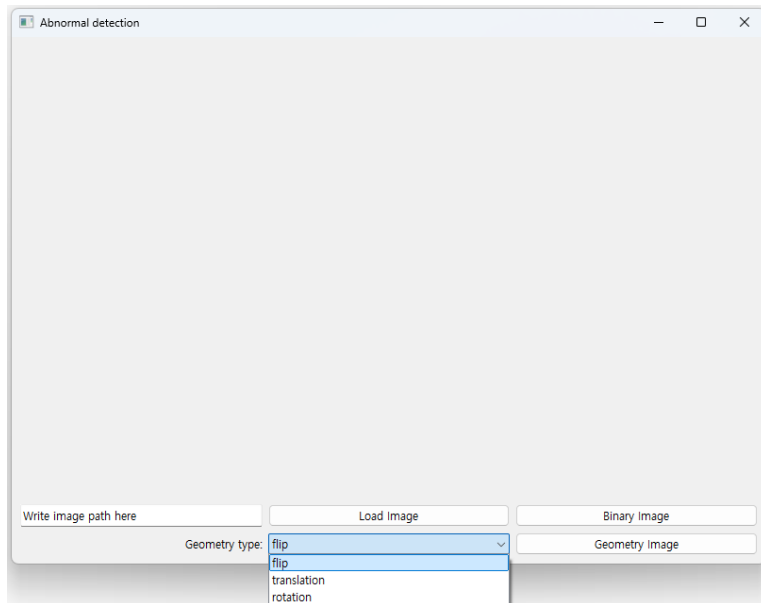 Abnormal detection
Write image path here Load Image Binary Image
Geometry type: flip Geometry Image
flip
translation
rotation